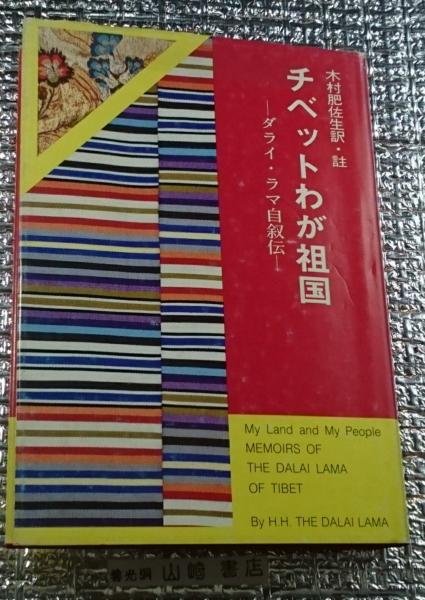 木村肥佐生訳・註
チベットわが祖国
―ダライ・ラマ自叙伝―
My Land and My People
MEMOIRS OF
THE DALAI LAMA
OF TIBET
By H.H. THE DALAI LAMA
山崎書店